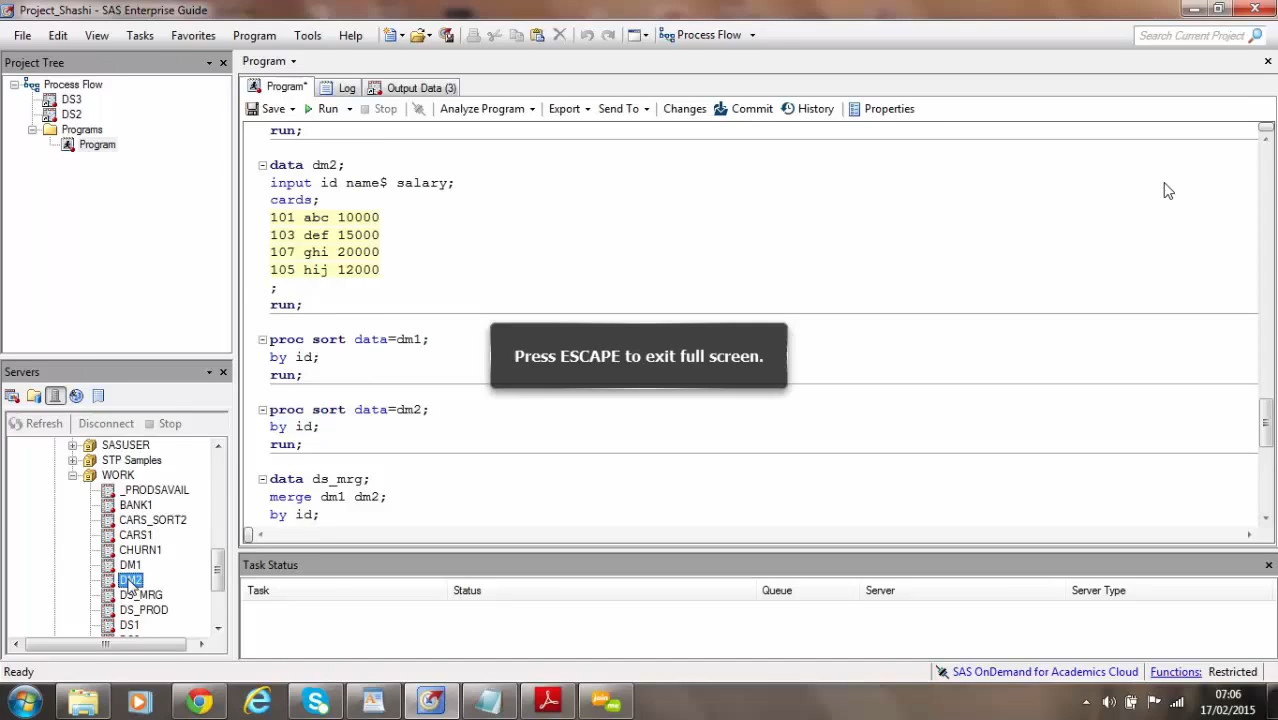 Project_Shashi - SAS Enterprise Guide
File Edit View Tasks Favorites Program Tools Help Process Flow Search Current Project
Project Tree
Process Flow
DS3
DS2
Programs
Program
Program
Program* Log Output Data (3)
Save Run Stop Analyze Program Export Send To Changes Commit History Properties
run;
data dm2;
input id name$ salary;
cards;
101 abc 10000
103 def 15000
107 ghi 20000
105 hij 12000
;
run;
proc sort data=dm1;
by id;
run;
proc sort data=dm2;
by id;
run;
data ds_mrg;
merge dm1 dm2;
by id;
Press ESCAPE to exit full screen.
Servers
Refresh Disconnect Stop
SASUSER
STP Samples
WORK
_PRODSAVAIL
BANK1
CARS_SORT2
CARS1
CHURN1
DM1
DM2
DS_MRG
DS_PROD
DS1
Task Status
Task Status Queue Server Server Type
Ready SAS OnDemand for Academics Cloud Functions: Restricted
07:06
17/02/2015